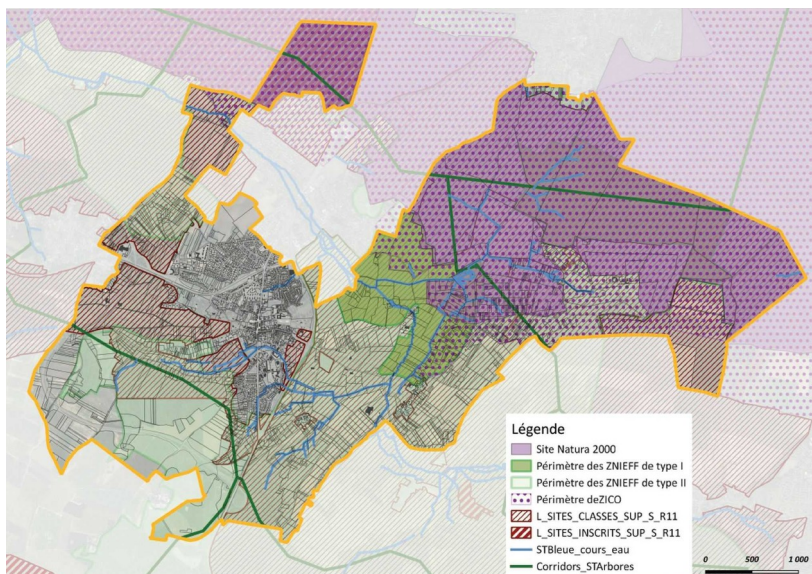 Légende
Site Natura 2000
Périmètre des ZNIEFF de type I
Périmètre des ZNIEFF de type II
Périmètre deZICO
L_SITES_CLASSES_SUP_S_R11
L_SITES_INSCRITS_SUP_S_R11
STBleue_cours_eau
Corridors_STArbores
0 500 1 000